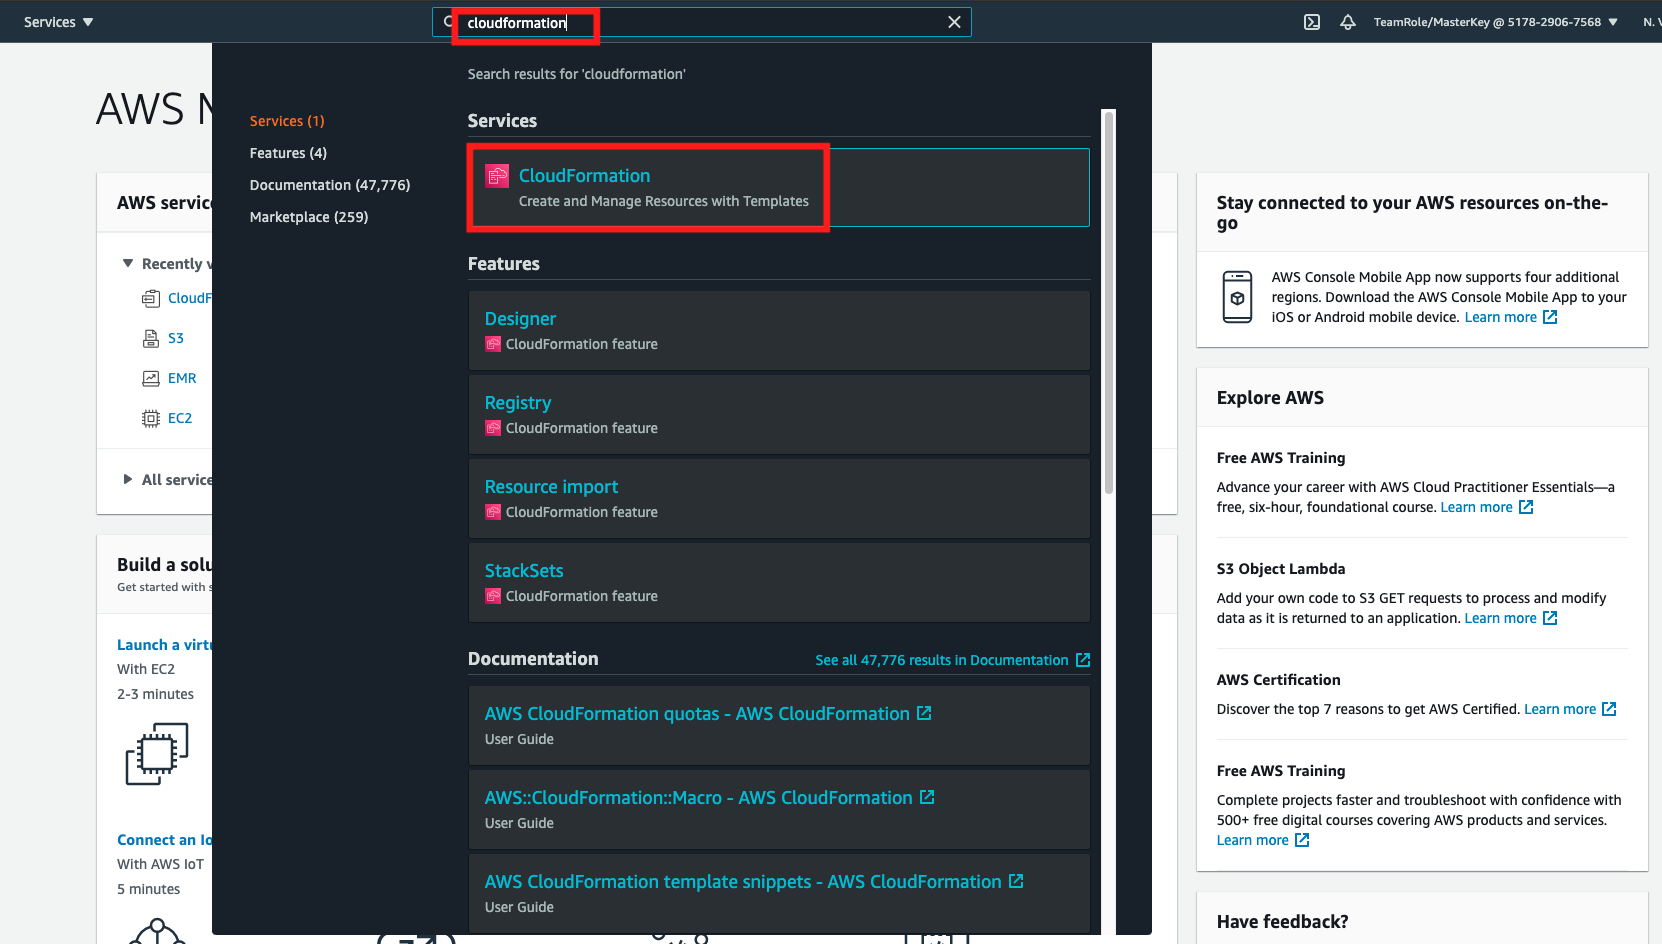 Services
cloudformation
TeamRole/MasterKey @ 5178-2906-7568
N.
Search results for 'cloudformation'
Services (1)
Features (4)
Documentation (47,776)
Marketplace (259)
Services
CloudFormation
Create and Manage Resources with Templates
Features
Designer
CloudFormation feature
Registry
CloudFormation feature
Resource import
CloudFormation feature
StackSets
CloudFormation feature
Documentation
See all 47,776 results in Documentation
AWS CloudFormation quotas - AWS CloudFormation
User Guide
AWS::CloudFormation::Macro - AWS CloudFormation
User Guide
AWS CloudFormation template snippets - AWS CloudFormation
User Guide
AWS
AWS servic
Recently v
CloudF
S3
EMR
EC2
All service
Build a solu
Get started with s
Launch a virtu
With EC2
2-3 minutes
Connect an Io
With AWS IoT
5 minutes
Stay connected to your AWS resources on-the-
go
AWS Console Mobile App now supports four additional
regions. Download the AWS Console Mobile App to your
iOS or Android mobile device. Learn more
Explore AWS
Free AWS Training
Advance your career with AWS Cloud Practitioner Essentials—a
free, six-hour, foundational course. Learn more
S3 Object Lambda
Add your own code to S3 GET requests to process and modify
data as it is returned to an application. Learn more
AWS Certification
Discover the top 7 reasons to get AWS Certified. Learn more
Free AWS Training
Complete projects faster and troubleshoot with confidence with
500+ free digital courses covering AWS products and services.
Learn more
Have feedback?